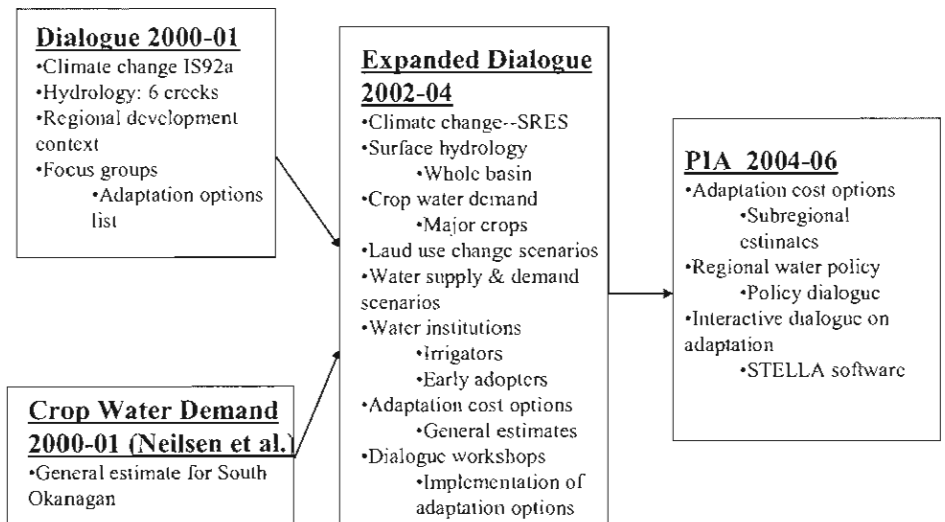 Dialogue 2000-01
•Climate change IS92a
•Hydrology: 6 creeks
•Regional development
context
•Focus groups
•Adaptation options
list
Crop Water Demand
2000-01 (Neilsen et al.)
•General estimate for South
Okanagan
Expanded Dialogue
2002-04
•Climate change--SRES
•Surface hydrology
•Whole basin
•Crop water demand
•Major crops
•Laud use change scenarios
•Water supply & demand
scenarios
•Water institutions
•Irrigators
•Early adopters
•Adaptation cost options
•General estimates
•Dialogue workshops
•Implementation of
adaptation options
PIA 2004-06
•Adaptation cost options
•Subregional
estimates
•Regional water policy
•Policy dialogue
•Interactive dialogue on
adaptation
•STELLA software